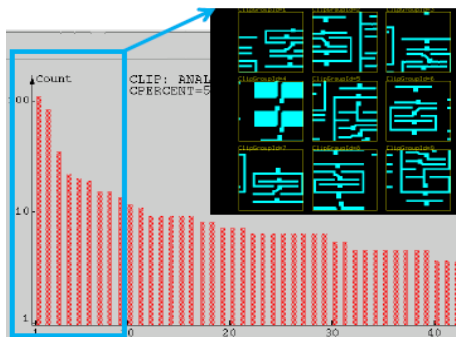 ClipGroupId=1 ClipGroupId=2 ClipGroupId=3
Count
CLIP: ANAL
CPERCENT=5
ClipGroupId=4 ClipGroupId=5 ClipGroupId=6
00
ClipGroupId=7 ClipGroupId=8 ClipGroupId=9
10
1
1 0 20 30 40